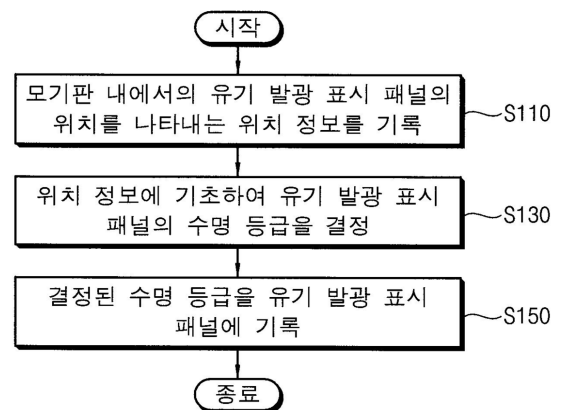 시작
모기판 내에서의 유기 발광 표시 패널의
위치를 나타내는 위치 정보를 기록
S110
위치 정보에 기초하여 유기 발광 표시
패널의 수명 등급을 결정
S130
결정된 수명 등급을 유기 발광 표시
패널에 기록
S150
종료